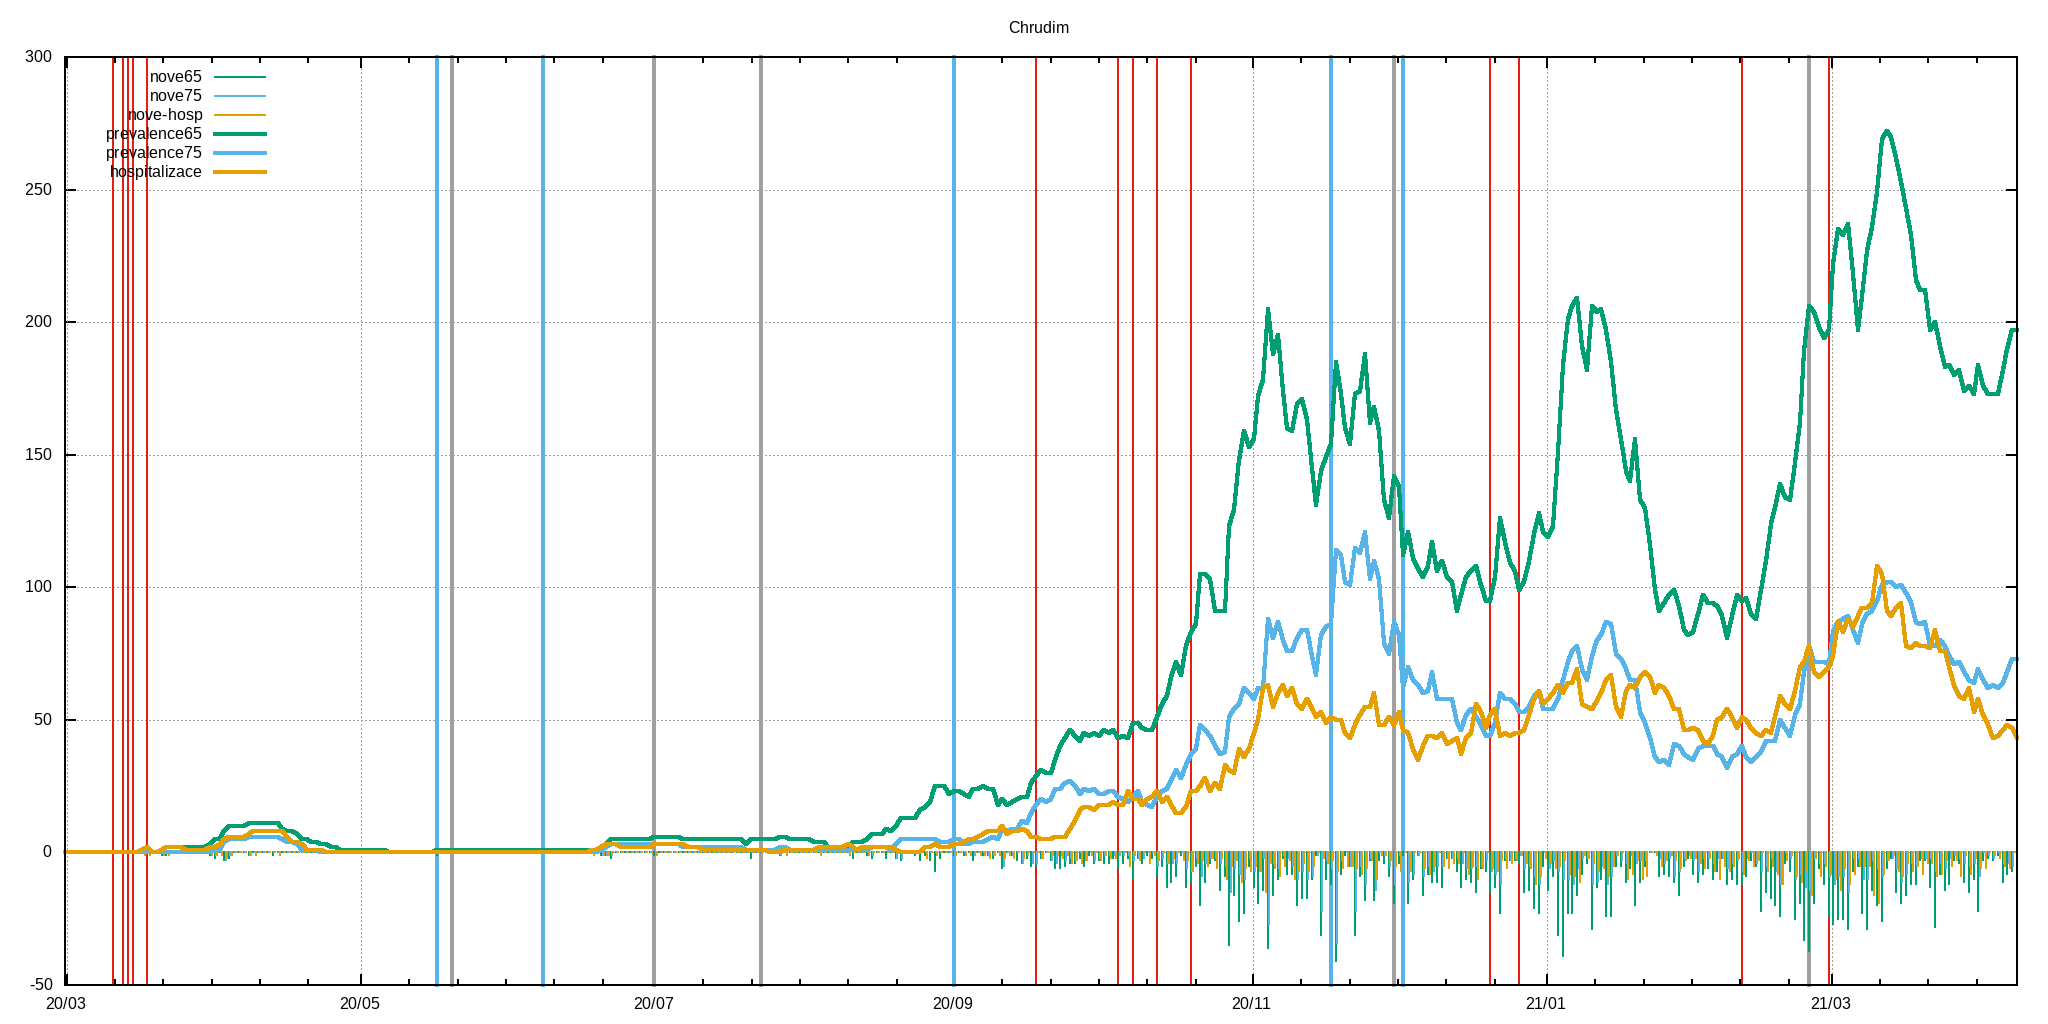 Chrudim
300
nove65
nove75
nove-hosp
prevalence65
prevalence75
hospitalizace
250
200
150
100
50
0
-50
20/03 20/05 20/07 20/09 20/11 21/01 21/03